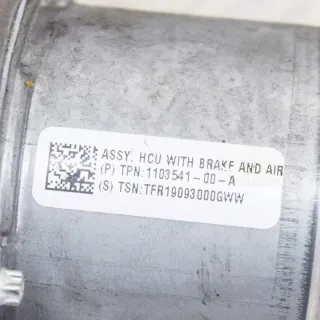 ASSY, HCU WITH BRAKE AND AIR
(P) TPN:1103541-00-A
(S) TSN:TFR19093000GWW